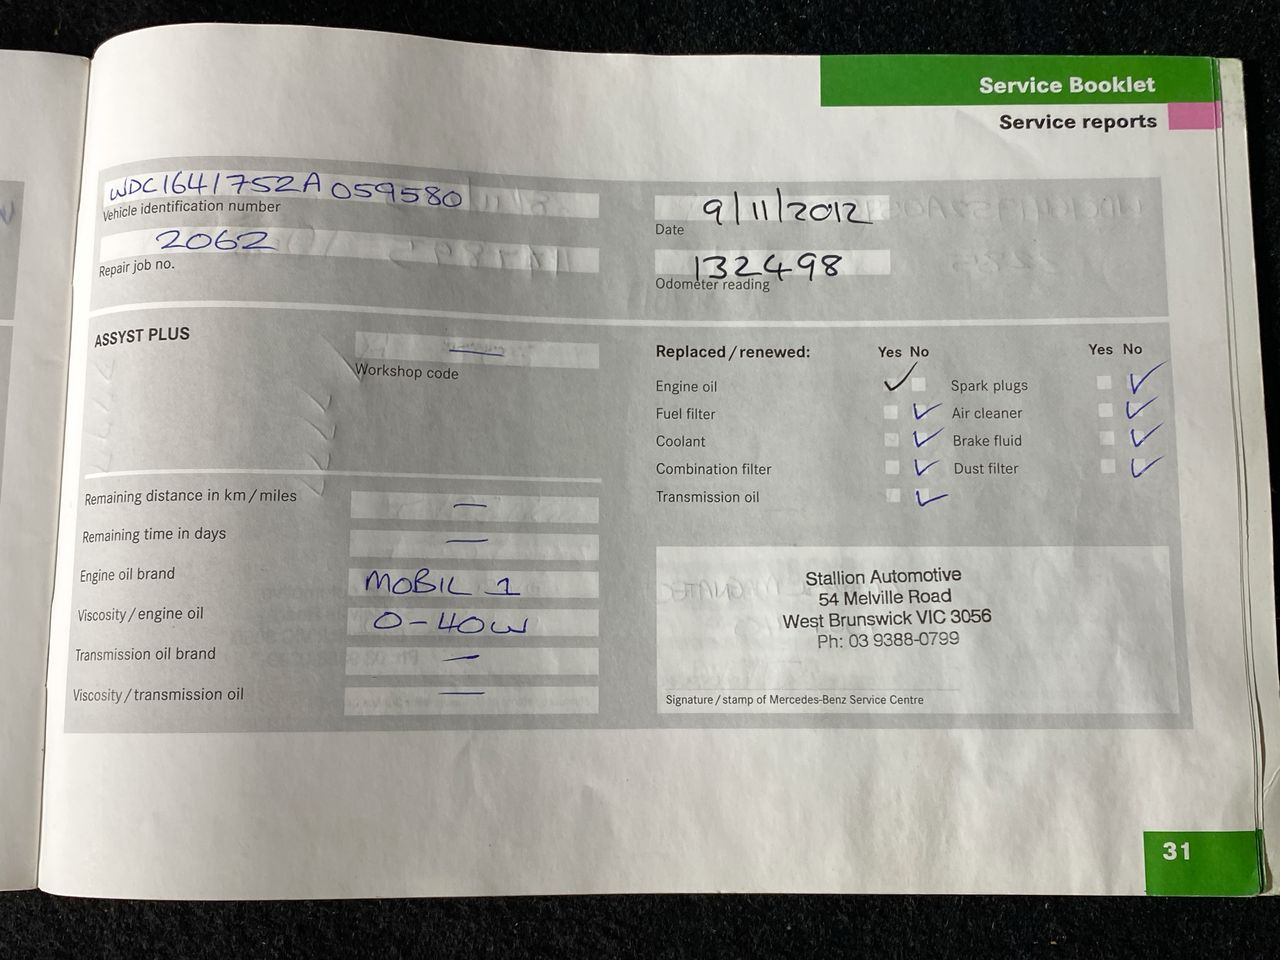 Service Booklet
Service reports
WDC1641752A059580
Vehicle identification number
9/11/2012
Date
2062
Repair job no.
132498
Odometer reading
ASSYST PLUS
Workshop code
Replaced/renewed: Yes No Yes No
Engine oil Spark plugs
Fuel filter Air cleaner
Coolant Brake fluid
Combination filter Dust filter
Transmission oil
Remaining distance in km/miles
Remaining time in days
Engine oil brand MOBIL 1
Viscosity/engine oil 0-40W
Transmission oil brand
Viscosity/transmission oil
Stallion Automotive
54 Melville Road
West Brunswick VIC 3056
Ph: 03 9388-0799
Signature/stamp of Mercedes-Benz Service Centre
31